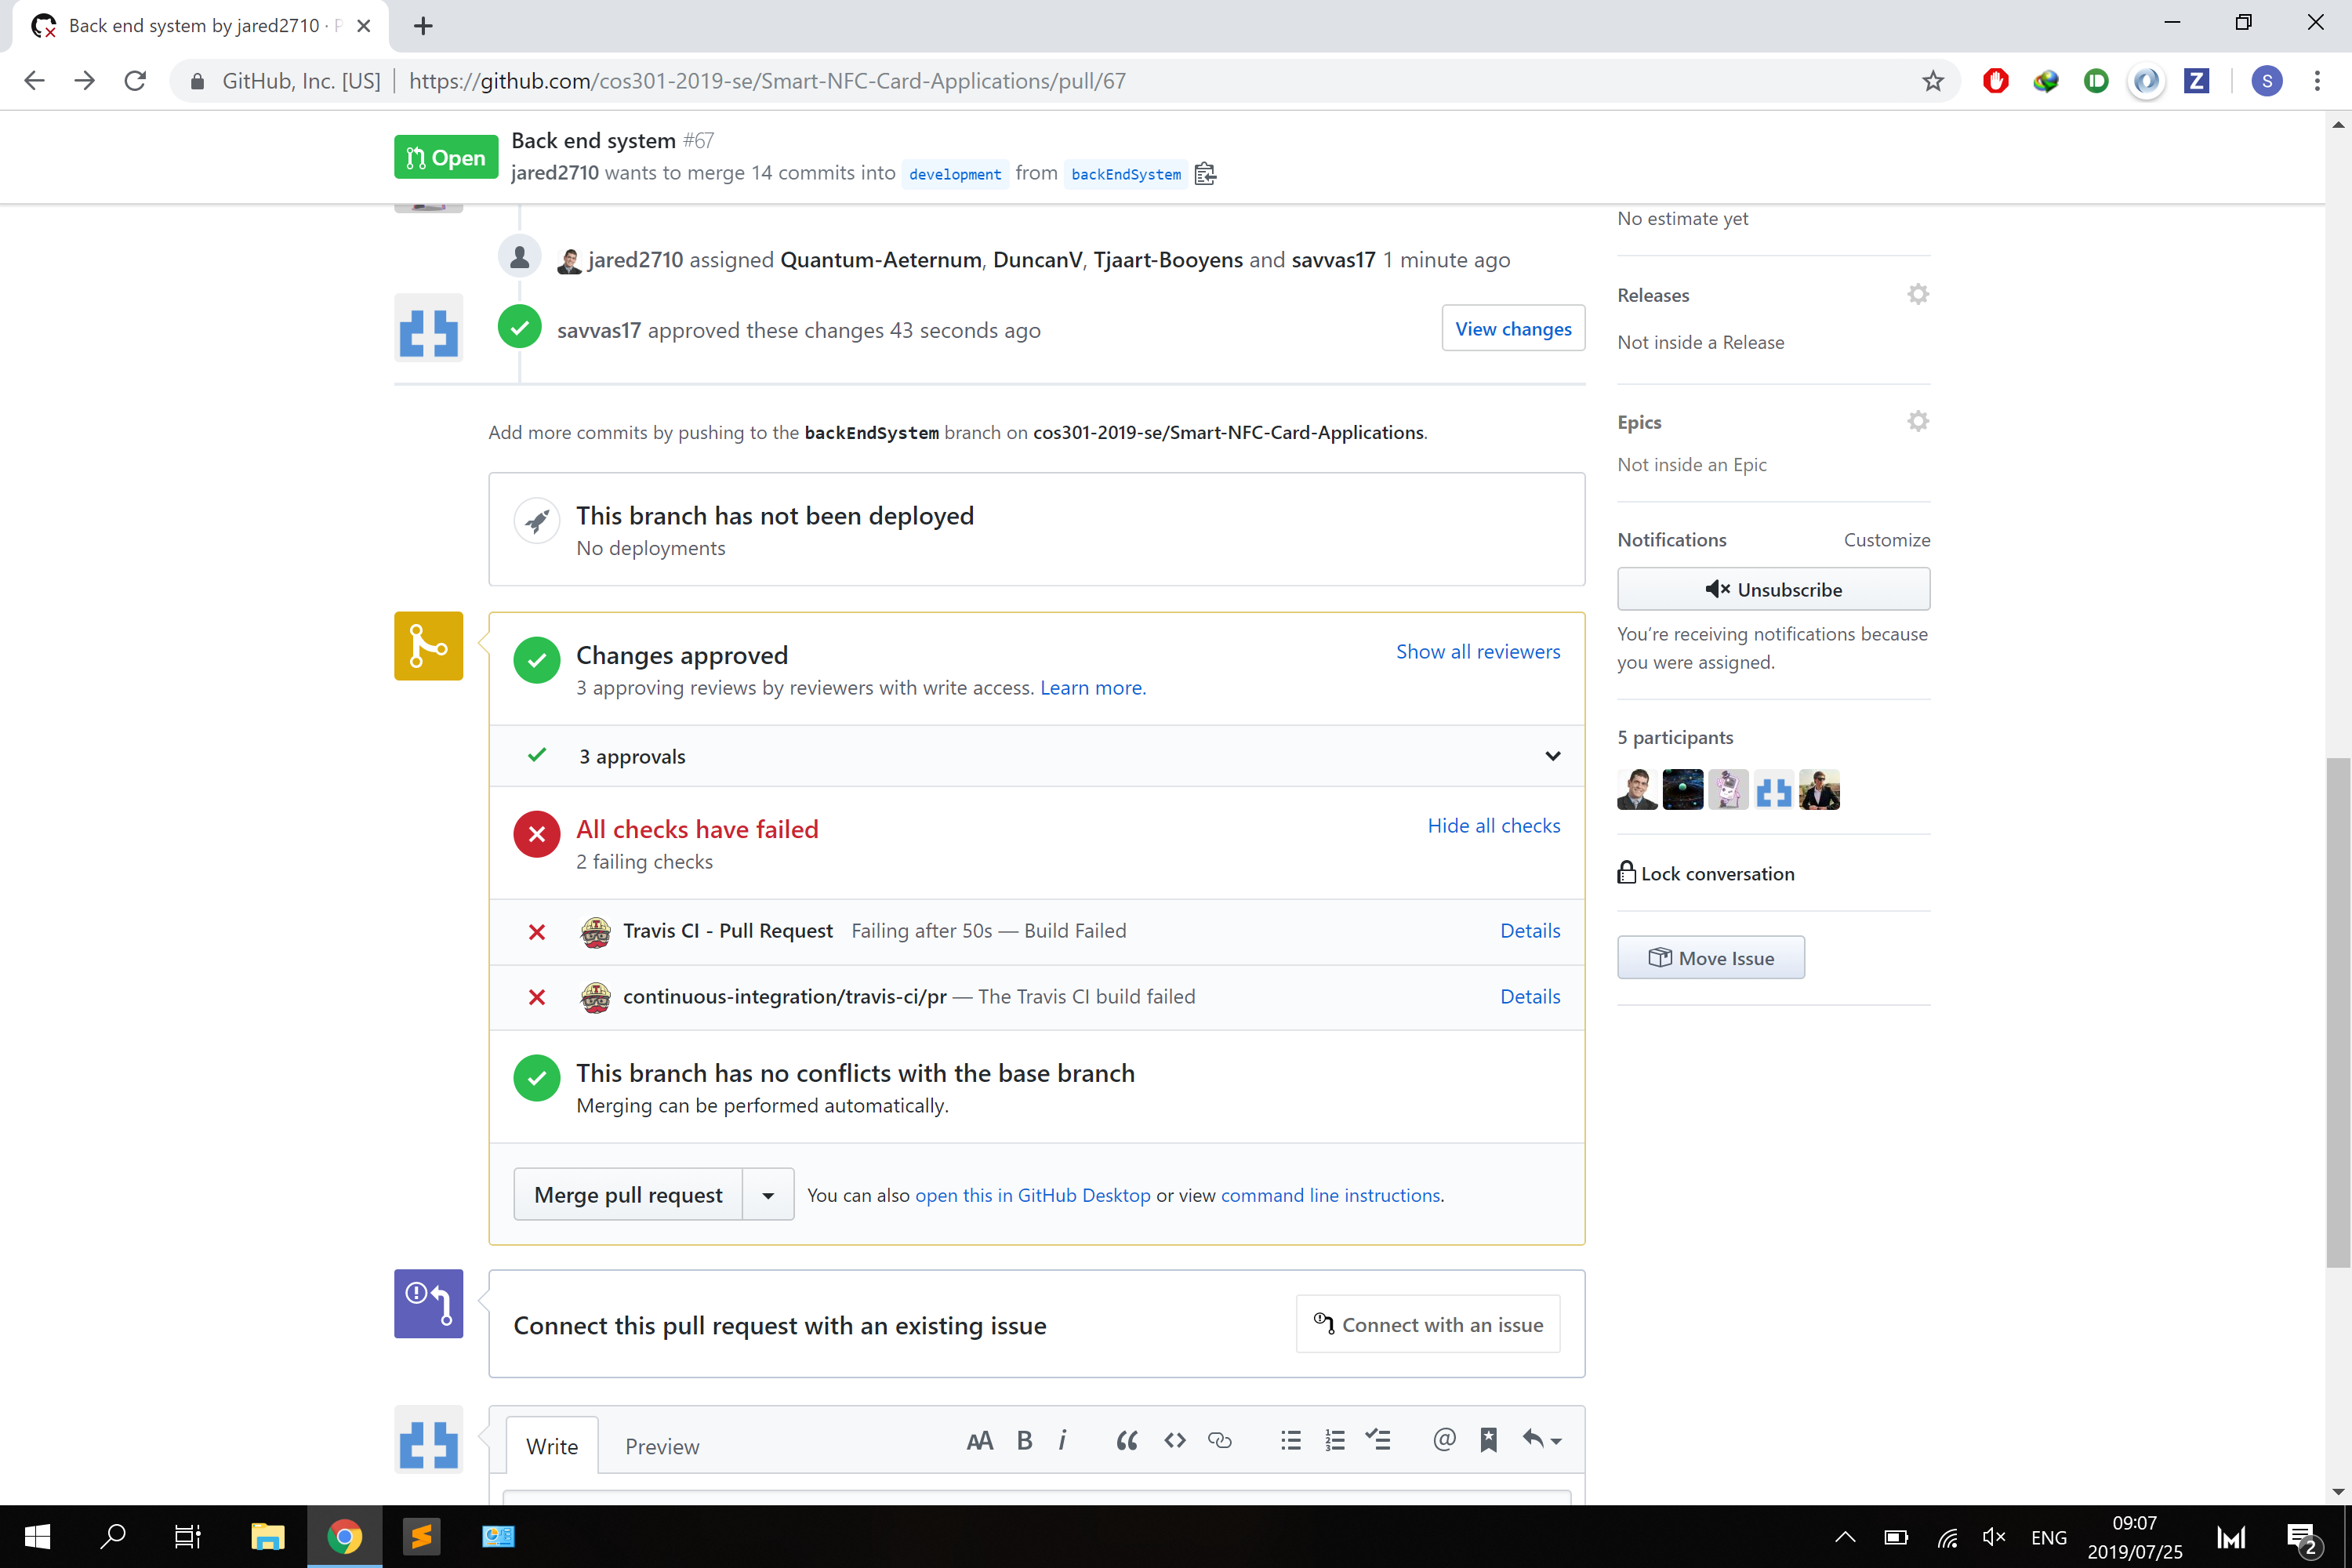 Back end system by jared2710 · P
GitHub, Inc. [US] https://github.com/cos301-2019-se/Smart-NFC-Card-Applications/pull/67
Z
S
Open
Back end system #67
jared2710 wants to merge 14 commits into development from backEndSystem
jared2710 assigned Quantum-Aeternum, DuncanV, Tjaart-Booyens and savvas17 1 minute ago
savvas17 approved these changes 43 seconds ago
View changes
Add more commits by pushing to the backEndSystem branch on cos301-2019-se/Smart-NFC-Card-Applications.
This branch has not been deployed
No deployments
Changes approved
Show all reviewers
3 approving reviews by reviewers with write access. Learn more.
3 approvals
All checks have failed
Hide all checks
2 failing checks
Travis CI - Pull Request Failing after 50s — Build Failed
Details
continuous-integration/travis-ci/pr — The Travis CI build failed
Details
This branch has no conflicts with the base branch
Merging can be performed automatically.
Merge pull request
You can also open this in GitHub Desktop or view command line instructions.
Connect this pull request with an existing issue
Connect with an issue
Write
Preview
AA B i
@
No estimate yet
Releases
Not inside a Release
Epics
Not inside an Epic
Notifications
Customize
Unsubscribe
You're receiving notifications because
you were assigned.
5 participants
Lock conversation
Move Issue
ENG
09:07
2019/07/25
2